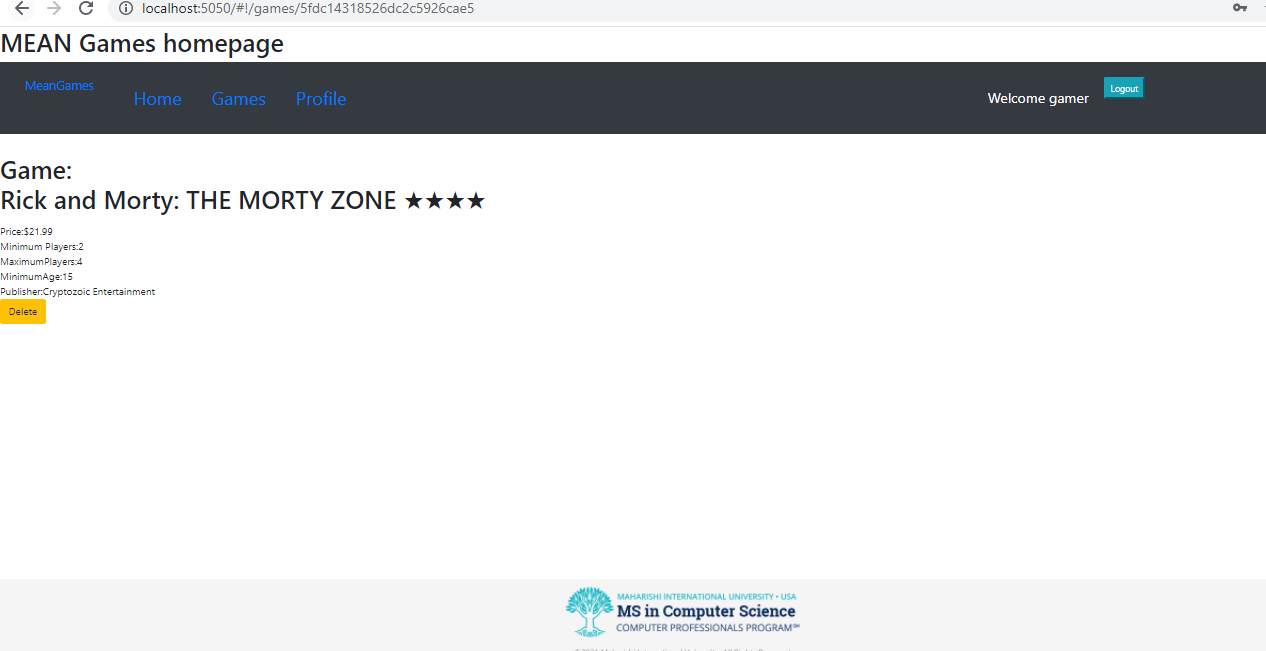 localhost:5050/#!/games/5fdc14318526dc2c5926cae5
MEAN Games homepage
MeanGames Home Games Profile Welcome gamer Logout
Game:
Rick and Morty: THE MORTY ZONE ★★★★
Price:$21.99
Minimum Players:2
MaximumPlayers:4
MinimumAge:15
Publisher:Cryptozoic Entertainment
Delete
MAHARISHI INTERNATIONAL UNIVERSITY • USA
MS in Computer Science
COMPUTER PROFESSIONALS PROGRAM℠